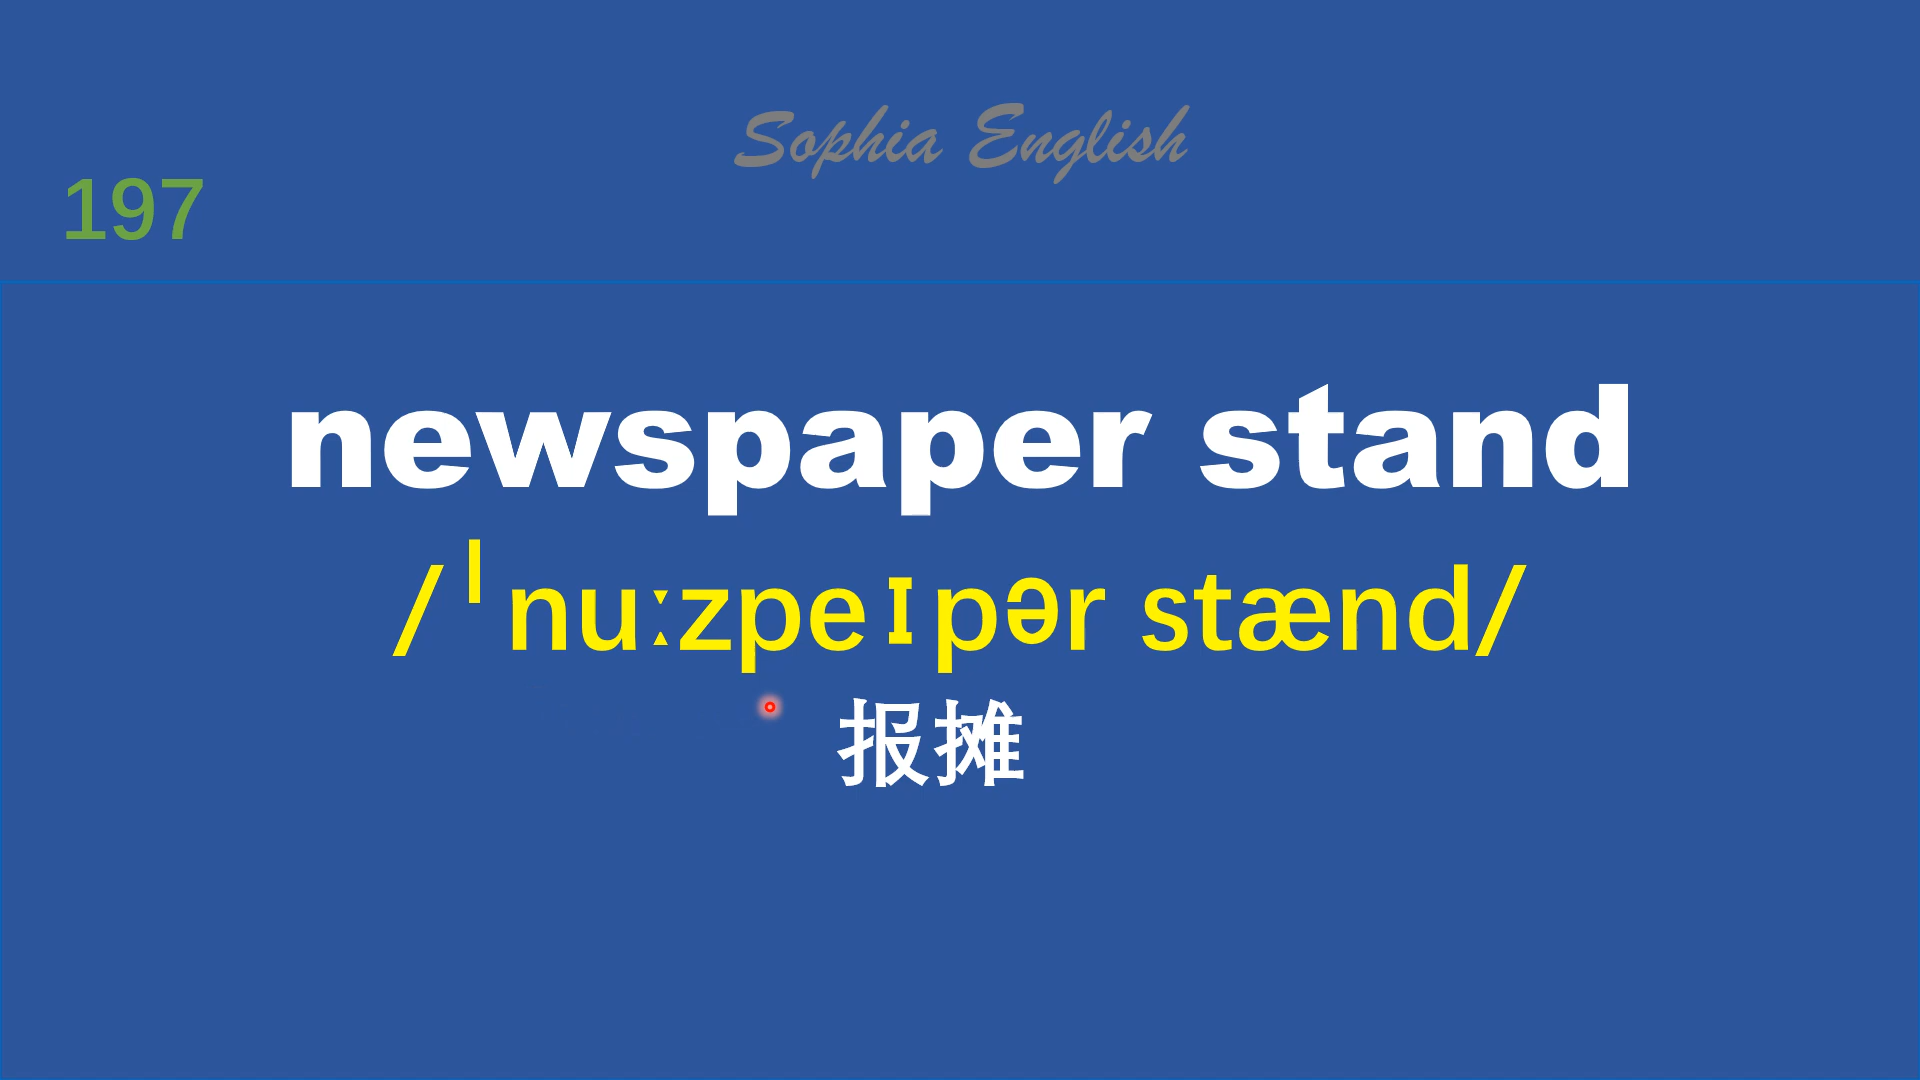 Sophia English
197
newspaper stand
/ˈnuːzpeɪpər stænd/
报摊